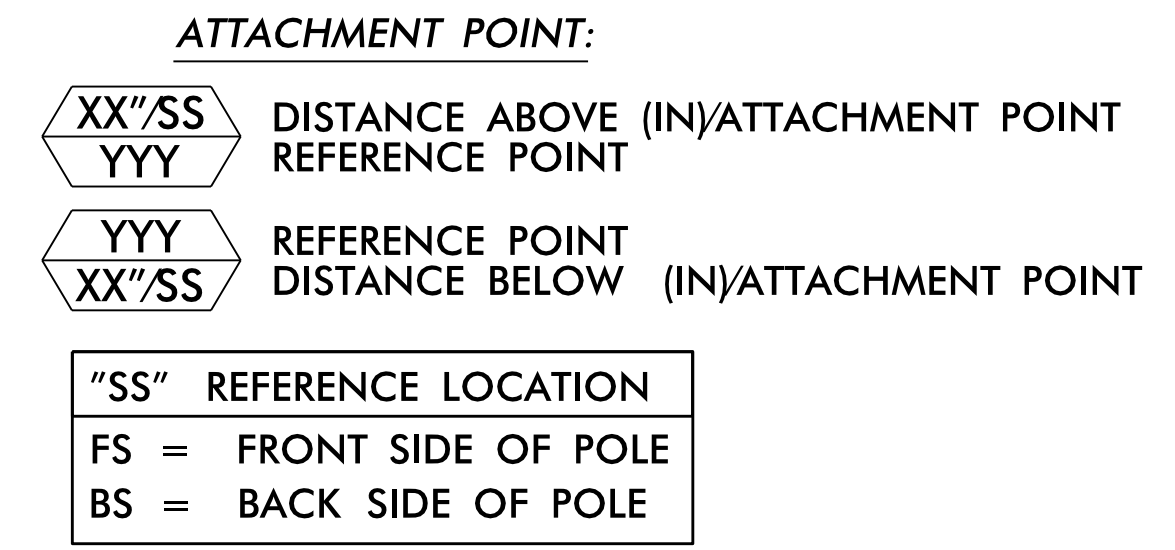 ATTACHMENT POINT:
XX"/SS DISTANCE ABOVE (IN)/ATTACHMENT POINT
YYY REFERENCE POINT
YYY REFERENCE POINT
XX"/SS DISTANCE BELOW (IN)/ATTACHMENT POINT
"SS" REFERENCE LOCATION
FS = FRONT SIDE OF POLE
BS = BACK SIDE OF POLE